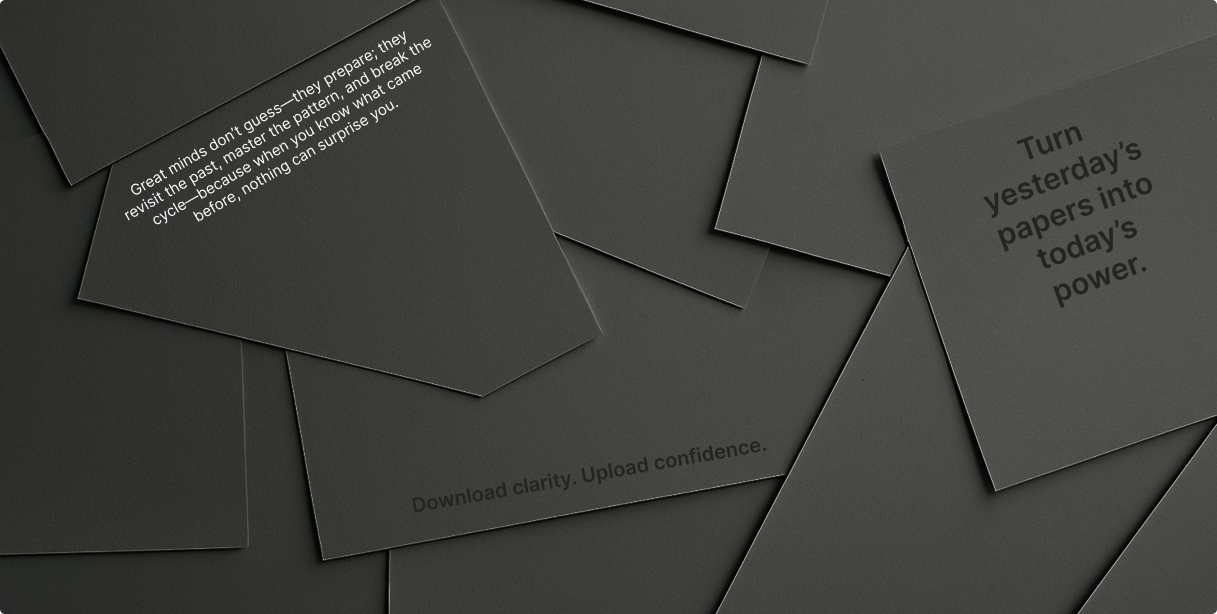 Great minds don't guess—they prepare; they
revisit the past, master the pattern, and break the
cycle—because when you know what came
before, nothing can surprise you.
Turn
yesterday's
papers into
today's
power.
Download clarity. Upload confidence.